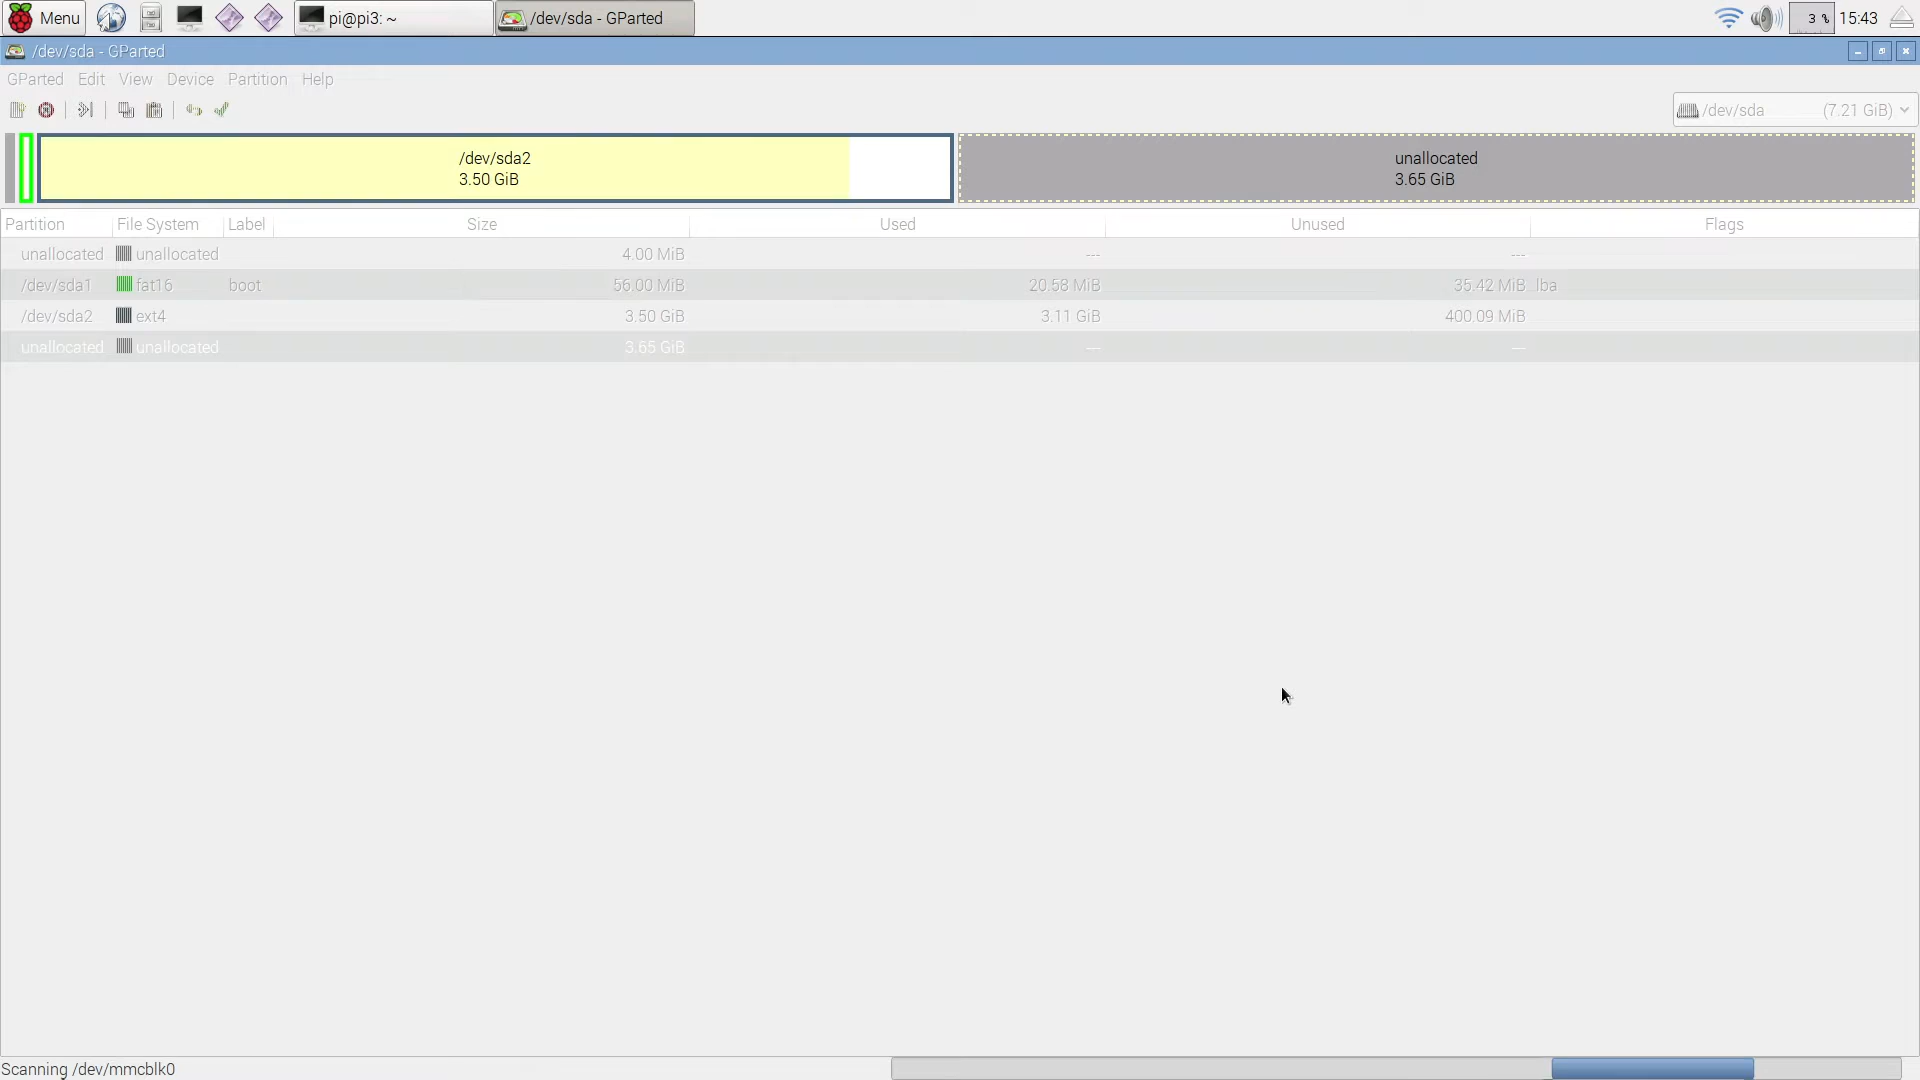 Menu pi@pi3: ~ /dev/sda - GParted 3 % 15:43
/dev/sda - GParted
GParted Edit View Device Partition Help
/dev/sda (7.21 GiB)
/dev/sda2
3.50 GiB
unallocated
3.65 GiB
Partition File System Label Size Used Unused Flags
unallocated unallocated 4.00 MiB --- ---
/dev/sda1 fat16 boot 56.00 MiB 20.58 MiB 35.42 MiB lba
/dev/sda2 ext4 3.50 GiB 3.11 GiB 400.09 MiB
unallocated unallocated 3.65 GiB --- ---
Scanning /dev/mmcblk0